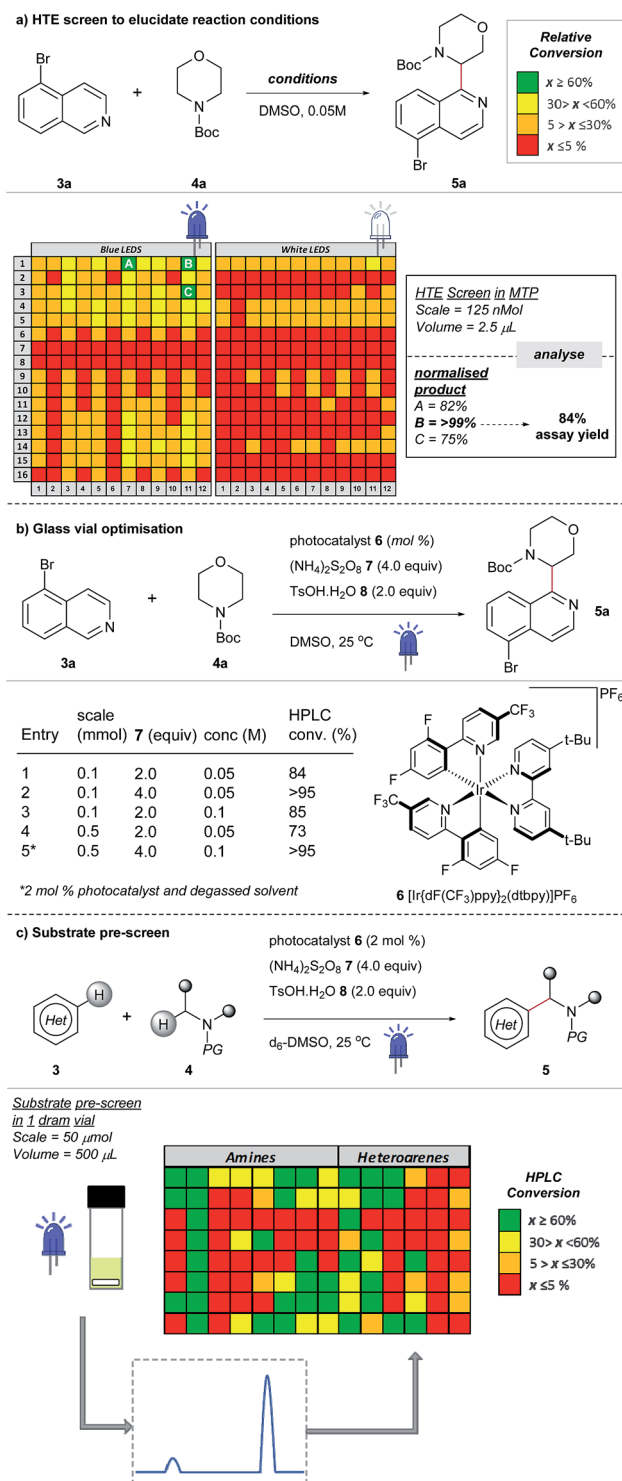 a) HTE screen to elucidate reaction conditions
Br
N
3a
+
O
N
Boc
4a
conditions
DMSO, 0.05M
O
BocN
N
Br
5a
Relative
Conversion
x ≥ 60%
30> x <60%
5 > x ≤30%
x ≤5 %
Blue LEDS
White LEDS
A
B
C
1
2
3
4
5
6
7
8
9
10
11
12
13
14
15
16
1 2 3 4 5 6 7 8 9 10 11 12
1 2 3 4 5 6 7 8 9 10 11 12
HTE Screen in MTP
Scale = 125 nMol
Volume = 2.5 μL
analyse
normalised
product
A = 82%
B = >99%
C = 75%
84%
assay yield
b) Glass vial optimisation
Br
N
3a
+
O
N
Boc
4a
photocatalyst 6 (mol %)
(NH4)2S2O8 7 (4.0 equiv)
TsOH.H2O 8 (2.0 equiv)
DMSO, 25 oC
O
BocN
N
Br
5a
Entry scale (mmol) 7 (equiv) conc (M) HPLC conv. (%)
1 0.1 2.0 0.05 84
2 0.1 4.0 0.05 >95
3 0.1 2.0 0.1 85
4 0.5 2.0 0.05 73
5* 0.5 4.0 0.1 >95
*2 mol % photocatalyst and degassed solvent
PF6
CF3
F
F
N
t-Bu
N
Ir
N
CF3
N
t-Bu
F
F
6 [Ir{dF(CF3)ppy}2(dtbpy)]PF6
c) Substrate pre-screen
Het
H
3
+
H
N
PG
4
photocatalyst 6 (2 mol %)
(NH4)2S2O8 7 (4.0 equiv)
TsOH.H2O 8 (2.0 equiv)
d6-DMSO, 25 oC
Het
N
PG
5
Substrate pre-screen
in 1 dram vial
Scale = 50 μmol
Volume = 500 μL
Amines
Heteroarenes
HPLC
Conversion
x ≥ 60%
30> x <60%
5 > x ≤30%
x ≤5 %